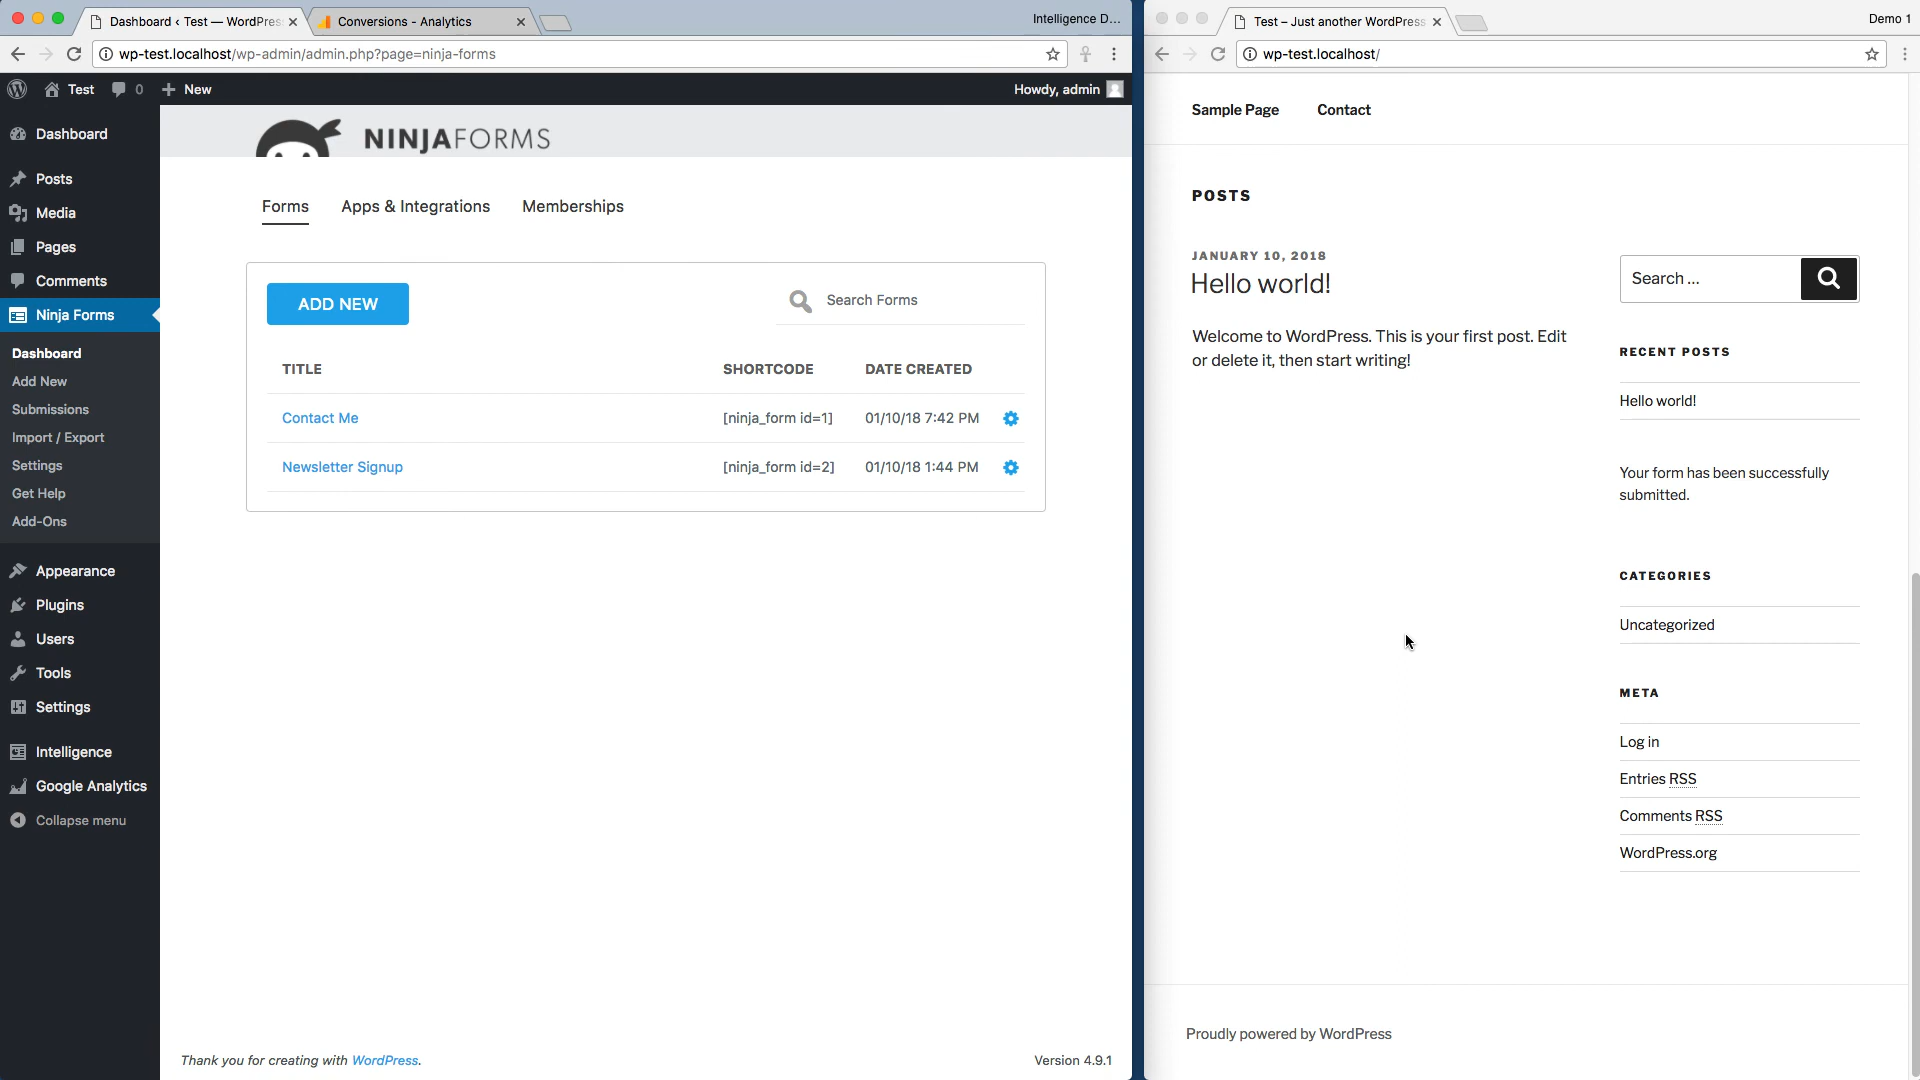 Dashboard ‹ Test — WordPress
Conversions - Analytics
Intelligence D...
wp-test.localhost/wp-admin/admin.php?page=ninja-forms
Test
0
New
Howdy, admin
Dashboard
Posts
Media
Pages
Comments
Ninja Forms
Dashboard
Add New
Submissions
Import / Export
Settings
Get Help
Add-Ons
Appearance
Plugins
Users
Tools
Settings
Intelligence
Google Analytics
Collapse menu
NINJAFORMS
Forms
Apps & Integrations
Memberships
ADD NEW
Search Forms
TITLE SHORTCODE DATE CREATED
Contact Me [ninja_form id=1] 01/10/18 7:42 PM
Newsletter Signup [ninja_form id=2] 01/10/18 1:44 PM
Thank you for creating with WordPress.
Version 4.9.1
Test – Just another WordPress
Demo 1
wp-test.localhost/
Sample Page
Contact
POSTS
JANUARY 10, 2018
Hello world!
Welcome to WordPress. This is your first post. Edit
or delete it, then start writing!
Search ...
RECENT POSTS
Hello world!
Your form has been successfully
submitted.
CATEGORIES
Uncategorized
META
Log in
Entries RSS
Comments RSS
WordPress.org
Proudly powered by WordPress